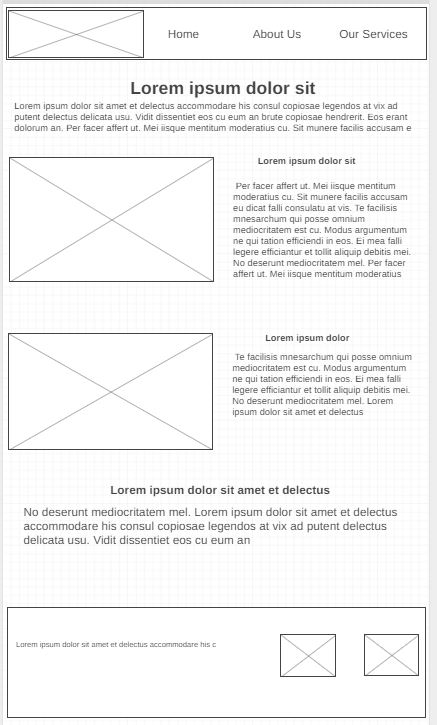 Home About Us Our Services
Lorem ipsum dolor sit
Lorem ipsum dolor sit amet et delectus accommodare his consul copiosae legendos at vix ad
putent delectus delicata usu. Vidit dissentiet eos cu eum an brute copiosae hendrerit. Eos erant
dolorum an. Per facer affert ut. Mei iisque mentitum moderatius cu. Sit munere facilis accusam e
Lorem ipsum dolor sit
Per facer affert ut. Mei iisque mentitum
moderatius cu. Sit munere facilis accusam
eu dicat falli consulatu at vis. Te facilisis
mnesarchum qui posse omnium
mediocritatem est cu. Modus argumentum
ne qui tation efficiendi in eos. Ei mea falli
legere efficiantur et tollit aliquip debitis mei.
No deserunt mediocritatem mel. Per facer
affert ut. Mei iisque mentitum moderatius
Lorem ipsum dolor
Te facilisis mnesarchum qui posse omnium
mediocritatem est cu. Modus argumentum
ne qui tation efficiendi in eos. Ei mea falli
legere efficiantur et tollit aliquip debitis mei.
No deserunt mediocritatem mel. Lorem
ipsum dolor sit amet et delectus
Lorem ipsum dolor sit amet et delectus
No deserunt mediocritatem mel. Lorem ipsum dolor sit amet et delectus
accommodare his consul copiosae legendos at vix ad putent delectus
delicata usu. Vidit dissentiet eos cu eum an
Lorem ipsum dolor sit amet et delectus accommodare his c